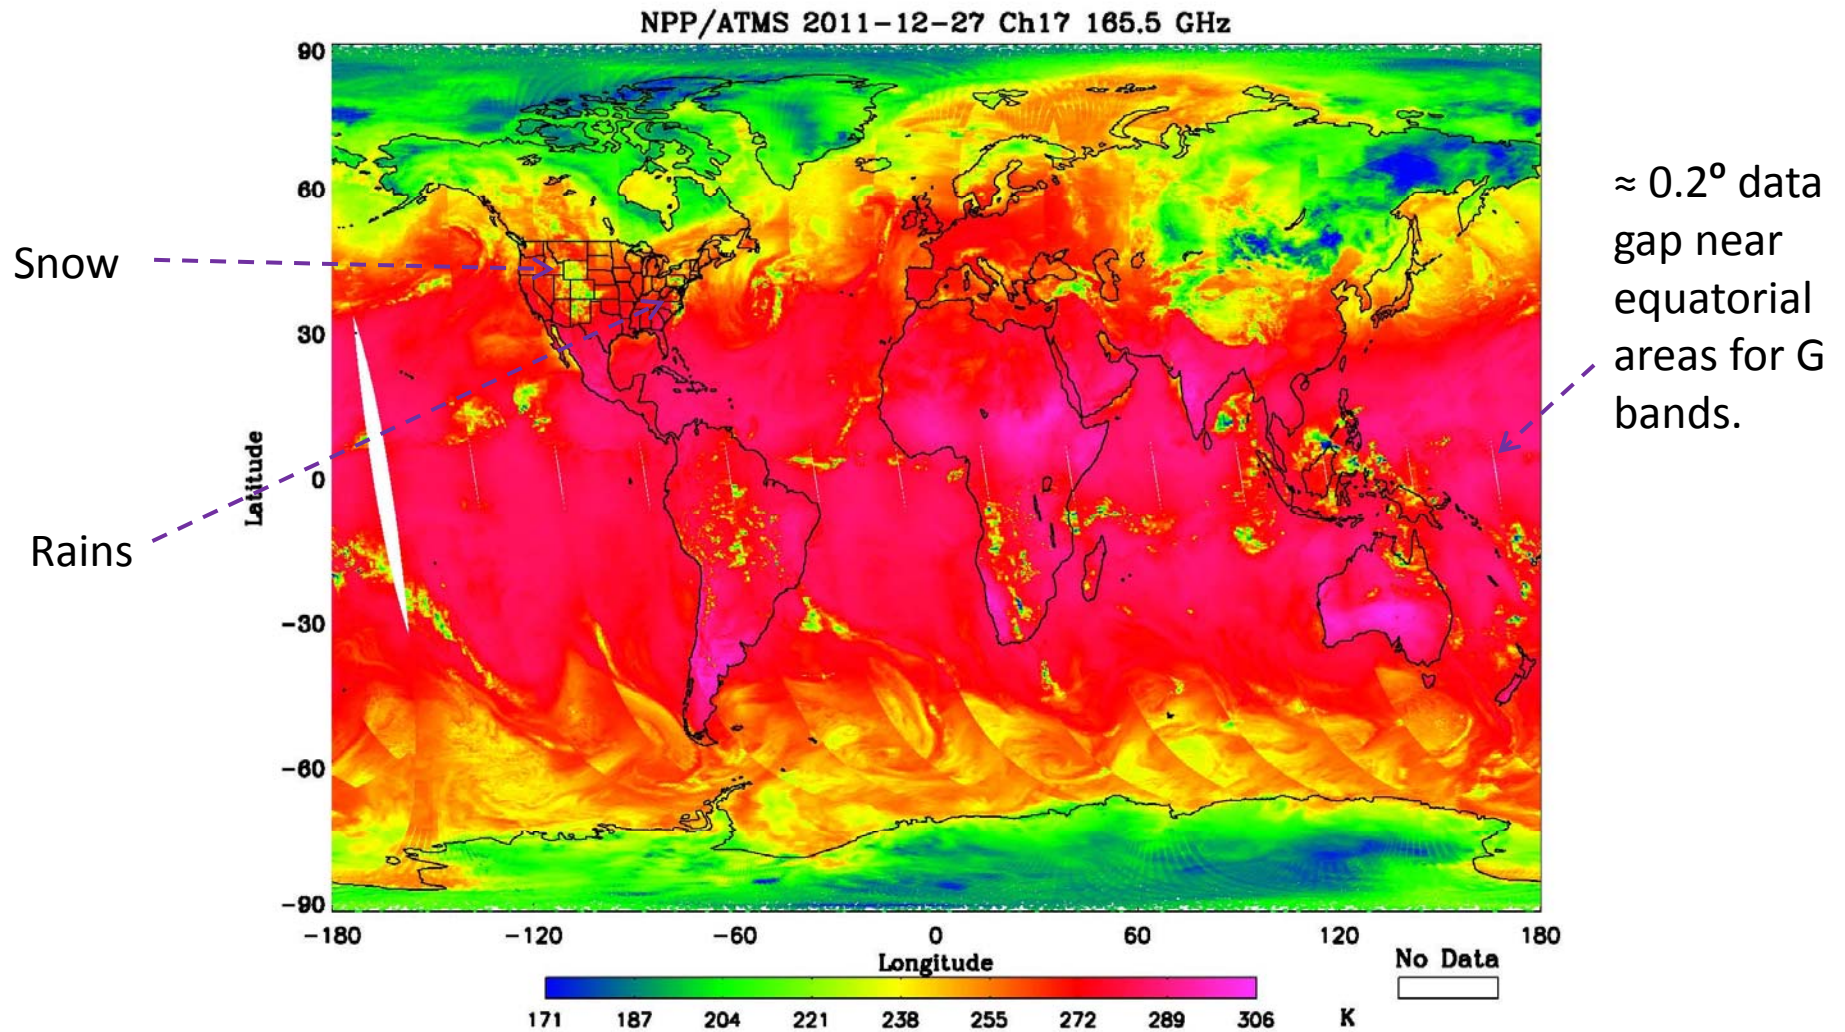 NPP/ATMS 2011-12-27 Ch17 165.5 GHz
90
60
30
0
-30
-60
-90
Latitude
Snow
Rains
≈ 0.2º data
gap near
equatorial
areas for G
bands.
-180 -120 -60 0 60 120 180
Longitude
No Data
171 187 204 221 238 255 272 289 306 K